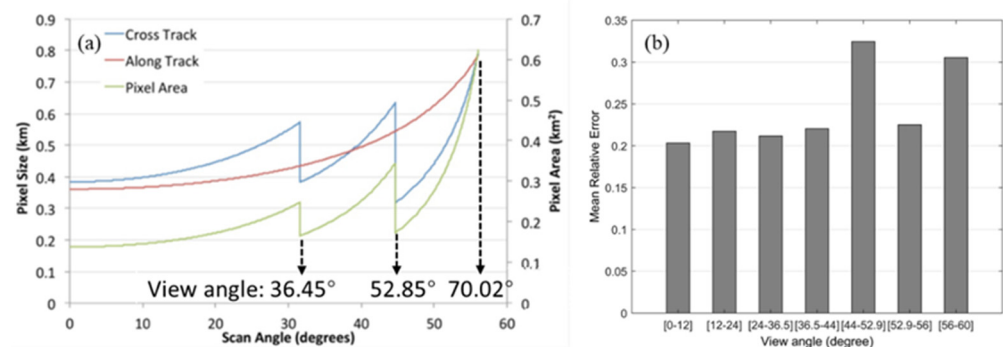 (a)
Cross Track
Along Track
Pixel Area
Pixel Size (km)
0.9
0.8
0.7
0.6
0.5
0.4
0.3
0.2
0.1
0
0.7
0.6
0.5
0.4
0.3
0.2
0.1
0
Pixel Area (km²)
View angle: 36.45° 52.85° 70.02°
0 10 20 30 40 50 60
Scan Angle (degrees)
(b)
Mean Relative Error
0.35
0.3
0.25
0.2
0.15
0.1
0.05
0
[0-12] [12-24] [24-36.5] [36.5-44] [44-52.9] [52.9-56] [56-60]
View angle (degree)